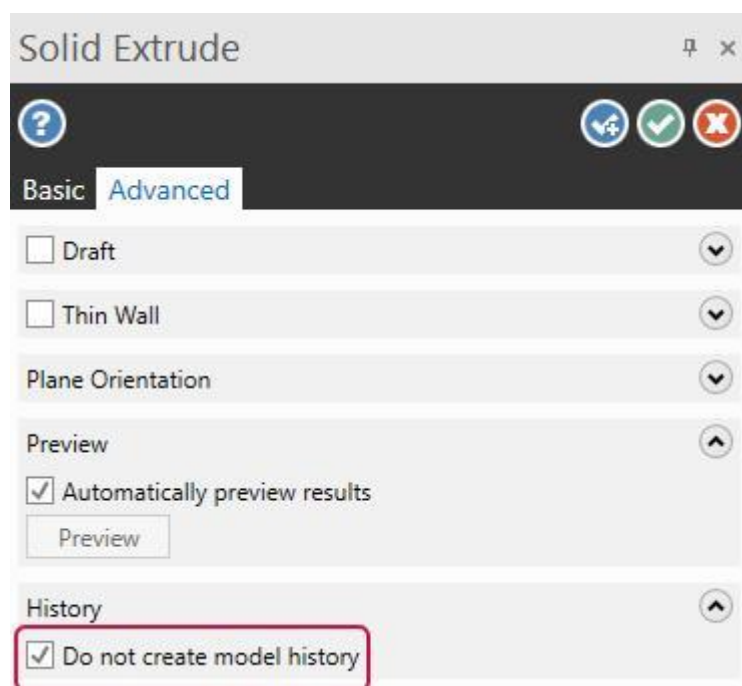 Solid Extrude
Basic Advanced
Draft
Thin Wall
Plane Orientation
Preview
Automatically preview results
Preview
History
Do not create model history